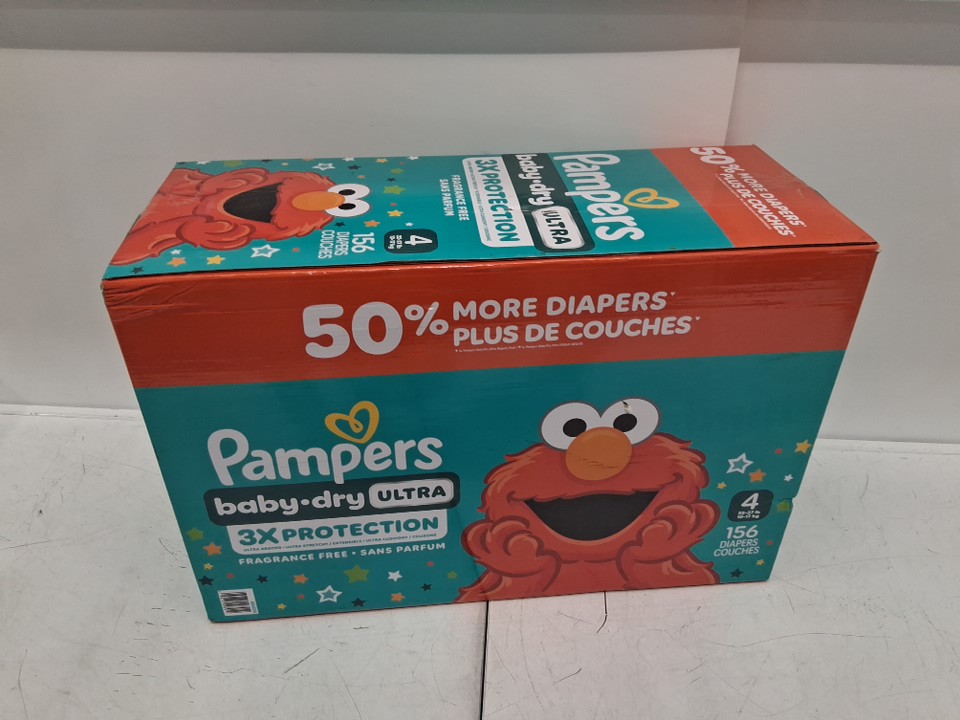 50% MORE DIAPERS
PLUS DE COUCHES
Pampers
baby•dry ULTRA
3X PROTECTION
FRAGRANCE FREE
SANS PARFUM
4
156
DIAPERS
COUCHES
50% MORE DIAPERS
PLUS DE COUCHES
Pampers
baby•dry ULTRA
3X PROTECTION
FRAGRANCE FREE • SANS PARFUM
4
156
DIAPERS
COUCHES